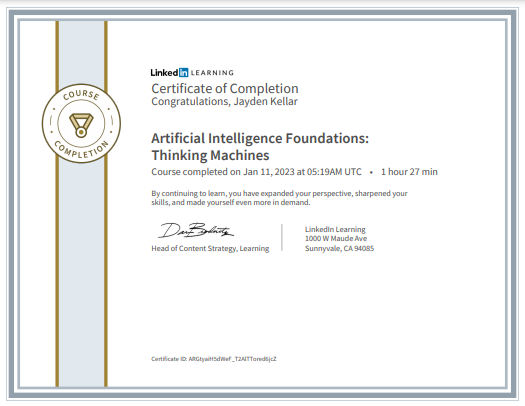 COURSE
COMPLETION
Linked in LEARNING
Certificate of Completion
Congratulations, Jayden Kellar
Artificial Intelligence Foundations:
Thinking Machines
Course completed on Jan 11, 2023 at 05:19AM UTC • 1 hour 27 min
By continuing to learn, you have expanded your perspective, sharpened your
skills, and made yourself even more in demand.
Head of Content Strategy, Learning
LinkedIn Learning
1000 W Maude Ave
Sunnyvale, CA 94085
Certificate ID: